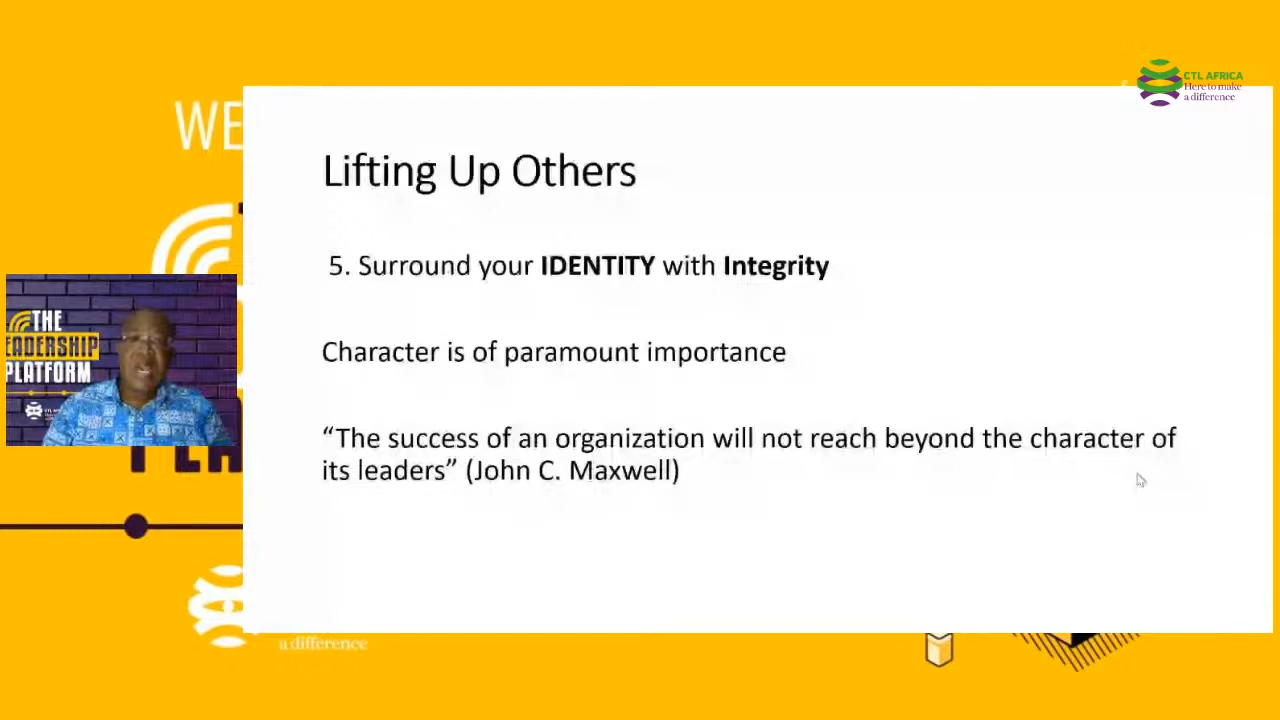 CTL AFRICA
Here to make
a difference
WE
Lifting Up Others
5. Surround your IDENTITY with Integrity
THE
EADERSHIP
PLATFORM
Character is of paramount importance
“The success of an organization will not reach beyond the character of
its leaders” (John C. Maxwell)
a difference